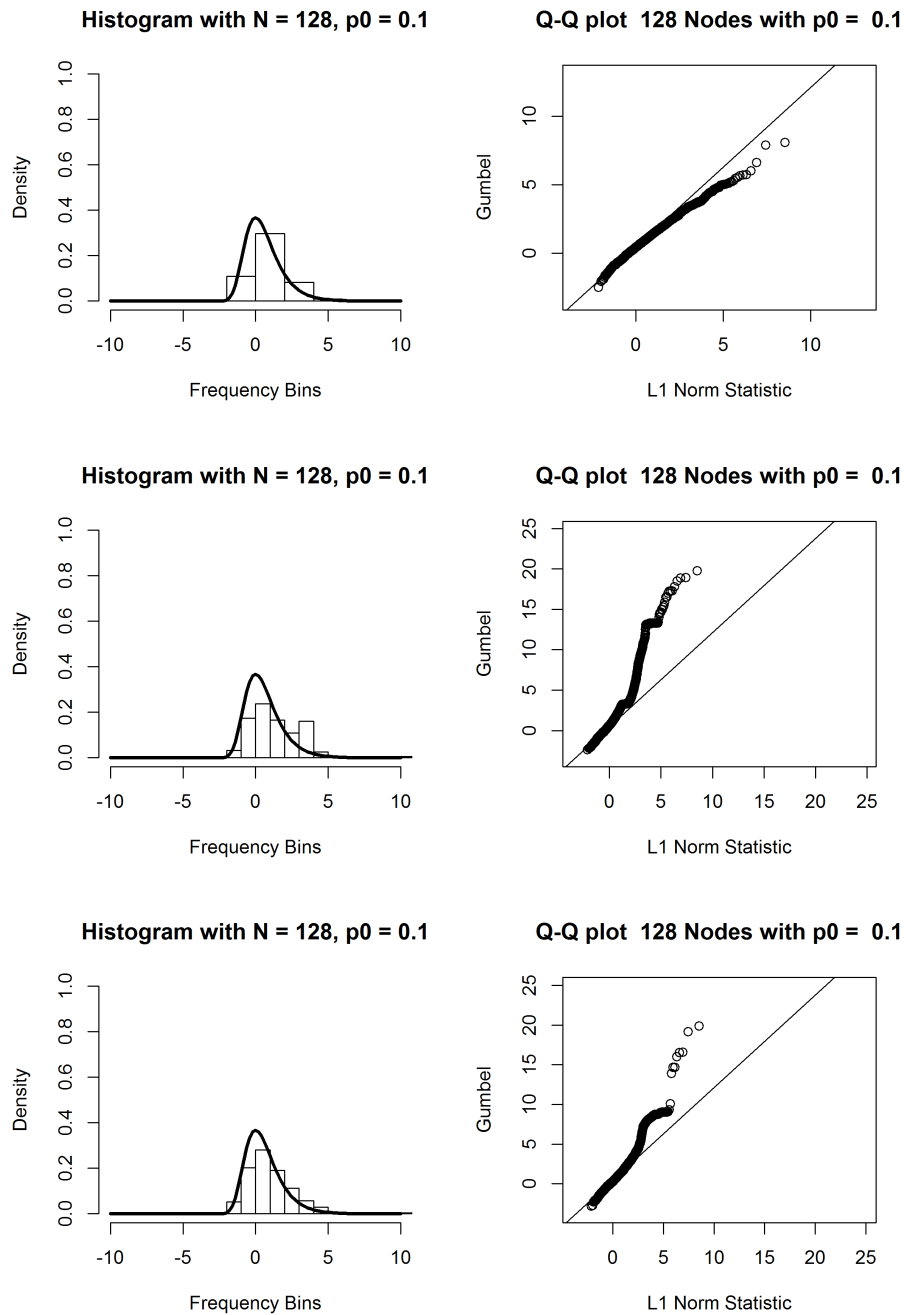 Histogram with N = 128, p0 = 0.1
Density
0.0 0.2 0.4 0.6 0.8 1.0
-10 -5 0 5 10
Frequency Bins
Q-Q plot  128 Nodes with p0 =  0.1
Gumbel
0 5 10
0 5 10
L1 Norm Statistic
Histogram with N = 128, p0 = 0.1
Density
0.0 0.2 0.4 0.6 0.8 1.0
-10 -5 0 5 10
Frequency Bins
Q-Q plot  128 Nodes with p0 =  0.1
Gumbel
0 5 10 15 20 25
0 5 10 15 20 25
L1 Norm Statistic
Histogram with N = 128, p0 = 0.1
Density
0.0 0.2 0.4 0.6 0.8 1.0
-10 -5 0 5 10
Frequency Bins
Q-Q plot  128 Nodes with p0 =  0.1
Gumbel
0 5 10 15 20 25
0 5 10 15 20 25
L1 Norm Statistic